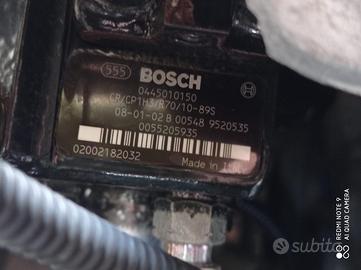 555 BOSCH
0445010150
CR/CP1H3/R70/10-89S
08-01-02 8 00548 9520535
0055205935
02002182032
Made in
REDMI NOTE 9
AI QUAD CAMERA
subito